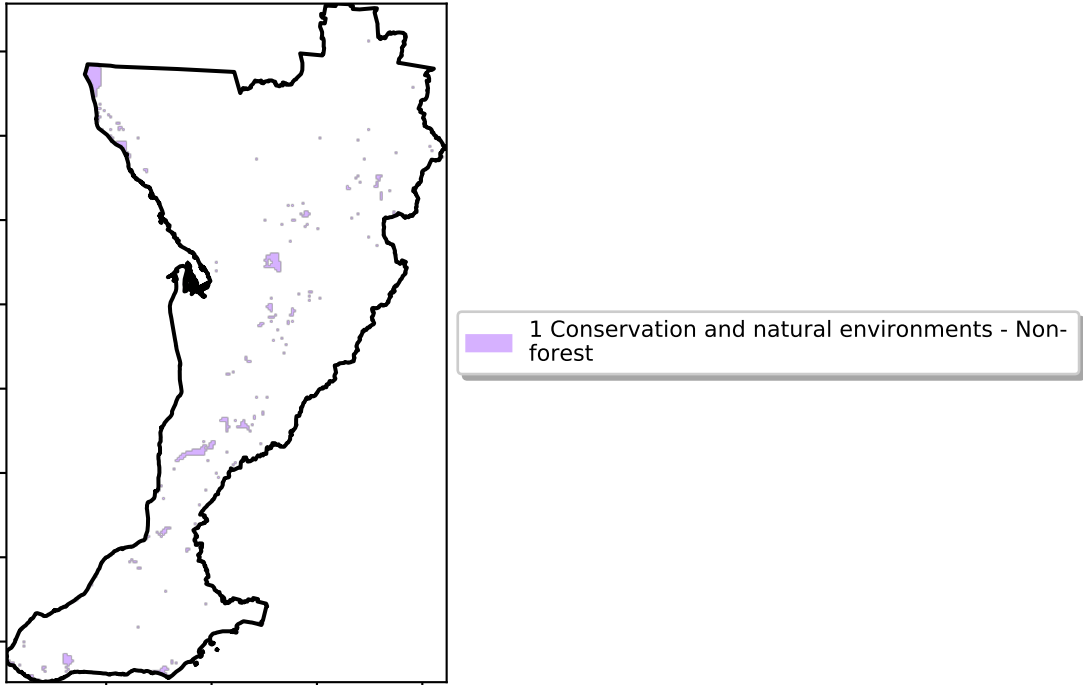 1 Conservation and natural environments - Non-
forest